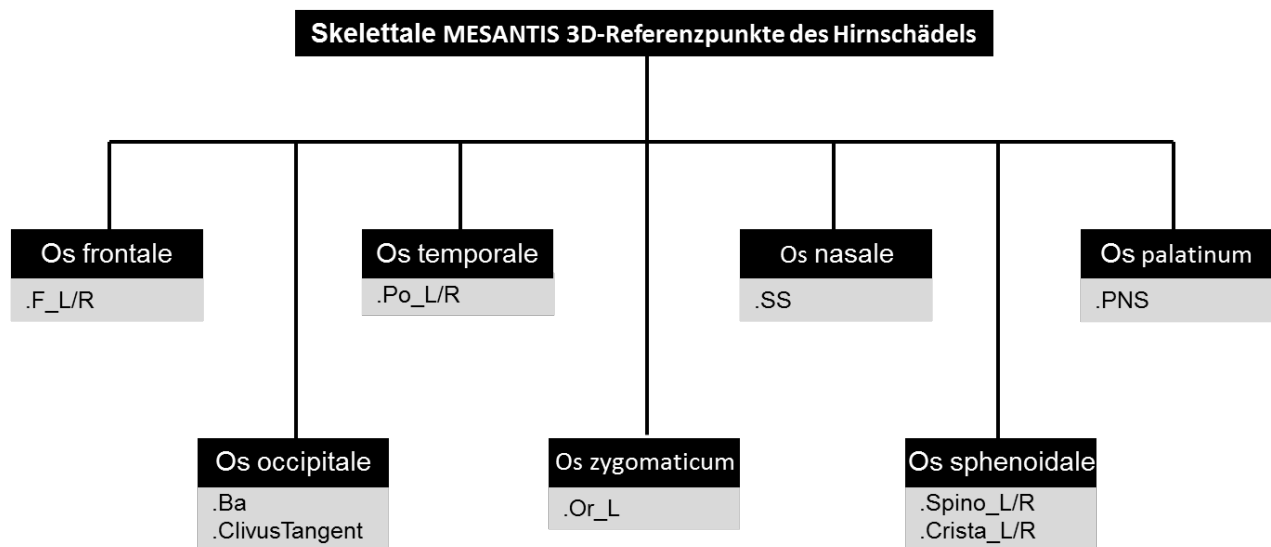 Skelettale MESANTIS 3D-Referenzpunkte des Hirnschädels
Os frontale
.F_L/R
Os temporale
.Po_L/R
Os nasale
.SS
Os palatinum
.PNS
Os occipitale
.Ba
.ClivusTangent
Os zygomaticum
.Or_L
Os sphenoidale
.Spino_L/R
.Crista_L/R